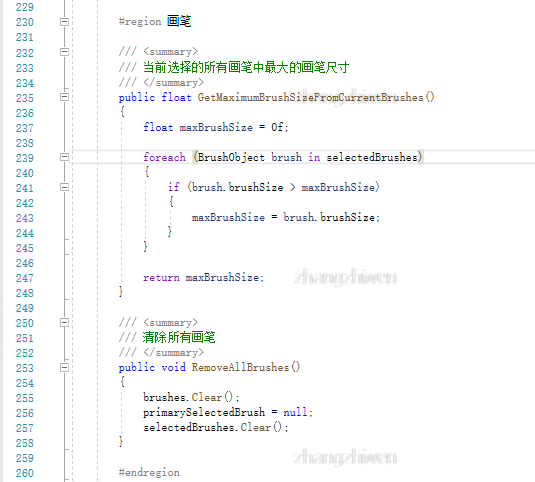 229
230 #region 画笔
231
232 /// <summary>
233 /// 当前选择的所有画笔中最大的画笔尺寸
234 /// </summary>
235 public float GetMaximumBrushSizeFromCurrentBrushes()
236 {
237 float maxBrushSize = 0f;
238
239 foreach (BrushObject brush in selectedBrushes)
240 {
241 if (brush.brushSize > maxBrushSize)
242 {
243 maxBrushSize = brush.brushSize;
244 }
245 }
246
247 return maxBrushSize;
248 }
249
250 /// <summary>
251 /// 清除所有画笔
252 /// </summary>
253 public void RemoveAllBrushes()
254 {
255 brushes.Clear();
256 primarySelectedBrush = null;
257 selectedBrushes.Clear();
258 }
259
260 #endregion